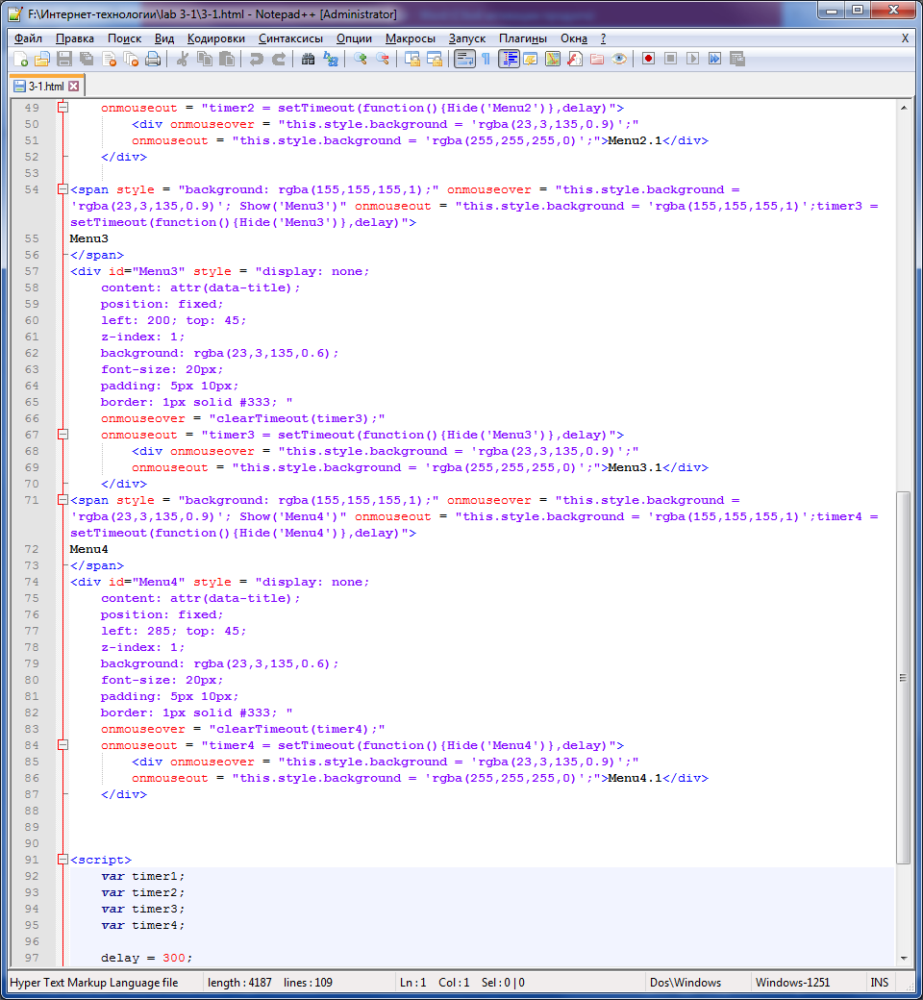 F:\Интернет-технологии\lab 3-1\3-1.html - Notepad++ [Administrator]
Файл Правка Поиск Вид Кодировки Синтаксисы Опции Макросы Запуск Плагины Окна ? X
3-1.html
49 onmouseout = "timer2 = setTimeout(function(){Hide('Menu2')},delay)">
50 <div onmouseover = "this.style.background = 'rgba(23,3,135,0.9)';"
51 onmouseout = "this.style.background = 'rgba(255,255,255,0)';">Menu2.1</div>
52 </div>
53
54 <span style = "background: rgba(155,155,155,1);" onmouseover = "this.style.background =
'rgba(23,3,135,0.9)'; Show('Menu3')" onmouseout = "this.style.background = 'rgba(155,155,155,1)';timer3 =
setTimeout(function(){Hide('Menu3')},delay)">
55 Menu3
56 </span>
57 <div id="Menu3" style = "display: none;
58 content: attr(data-title);
59 position: fixed;
60 left: 200; top: 45;
61 z-index: 1;
62 background: rgba(23,3,135,0.6);
63 font-size: 20px;
64 padding: 5px 10px;
65 border: 1px solid #333; "
66 onmouseover = "clearTimeout(timer3);"
67 onmouseout = "timer3 = setTimeout(function(){Hide('Menu3')},delay)">
68 <div onmouseover = "this.style.background = 'rgba(23,3,135,0.9)';"
69 onmouseout = "this.style.background = 'rgba(255,255,255,0)';">Menu3.1</div>
70 </div>
71 <span style = "background: rgba(155,155,155,1);" onmouseover = "this.style.background =
'rgba(23,3,135,0.9)'; Show('Menu4')" onmouseout = "this.style.background = 'rgba(155,155,155,1)';timer4 =
setTimeout(function(){Hide('Menu4')},delay)">
72 Menu4
73 </span>
74 <div id="Menu4" style = "display: none;
75 content: attr(data-title);
76 position: fixed;
77 left: 285; top: 45;
78 z-index: 1;
79 background: rgba(23,3,135,0.6);
80 font-size: 20px;
81 padding: 5px 10px;
82 border: 1px solid #333; "
83 onmouseover = "clearTimeout(timer4);"
84 onmouseout = "timer4 = setTimeout(function(){Hide('Menu4')},delay)">
85 <div onmouseover = "this.style.background = 'rgba(23,3,135,0.9)';"
86 onmouseout = "this.style.background = 'rgba(255,255,255,0)';">Menu4.1</div>
87 </div>
88
89
90
91 <script>
92 var timer1;
93 var timer2;
94 var timer3;
95 var timer4;
96
97 delay = 300;
Hyper Text Markup Language file length : 4187 lines : 109 Ln : 1 Col : 1 Sel : 0 | 0 Dos\Windows Windows-1251 INS